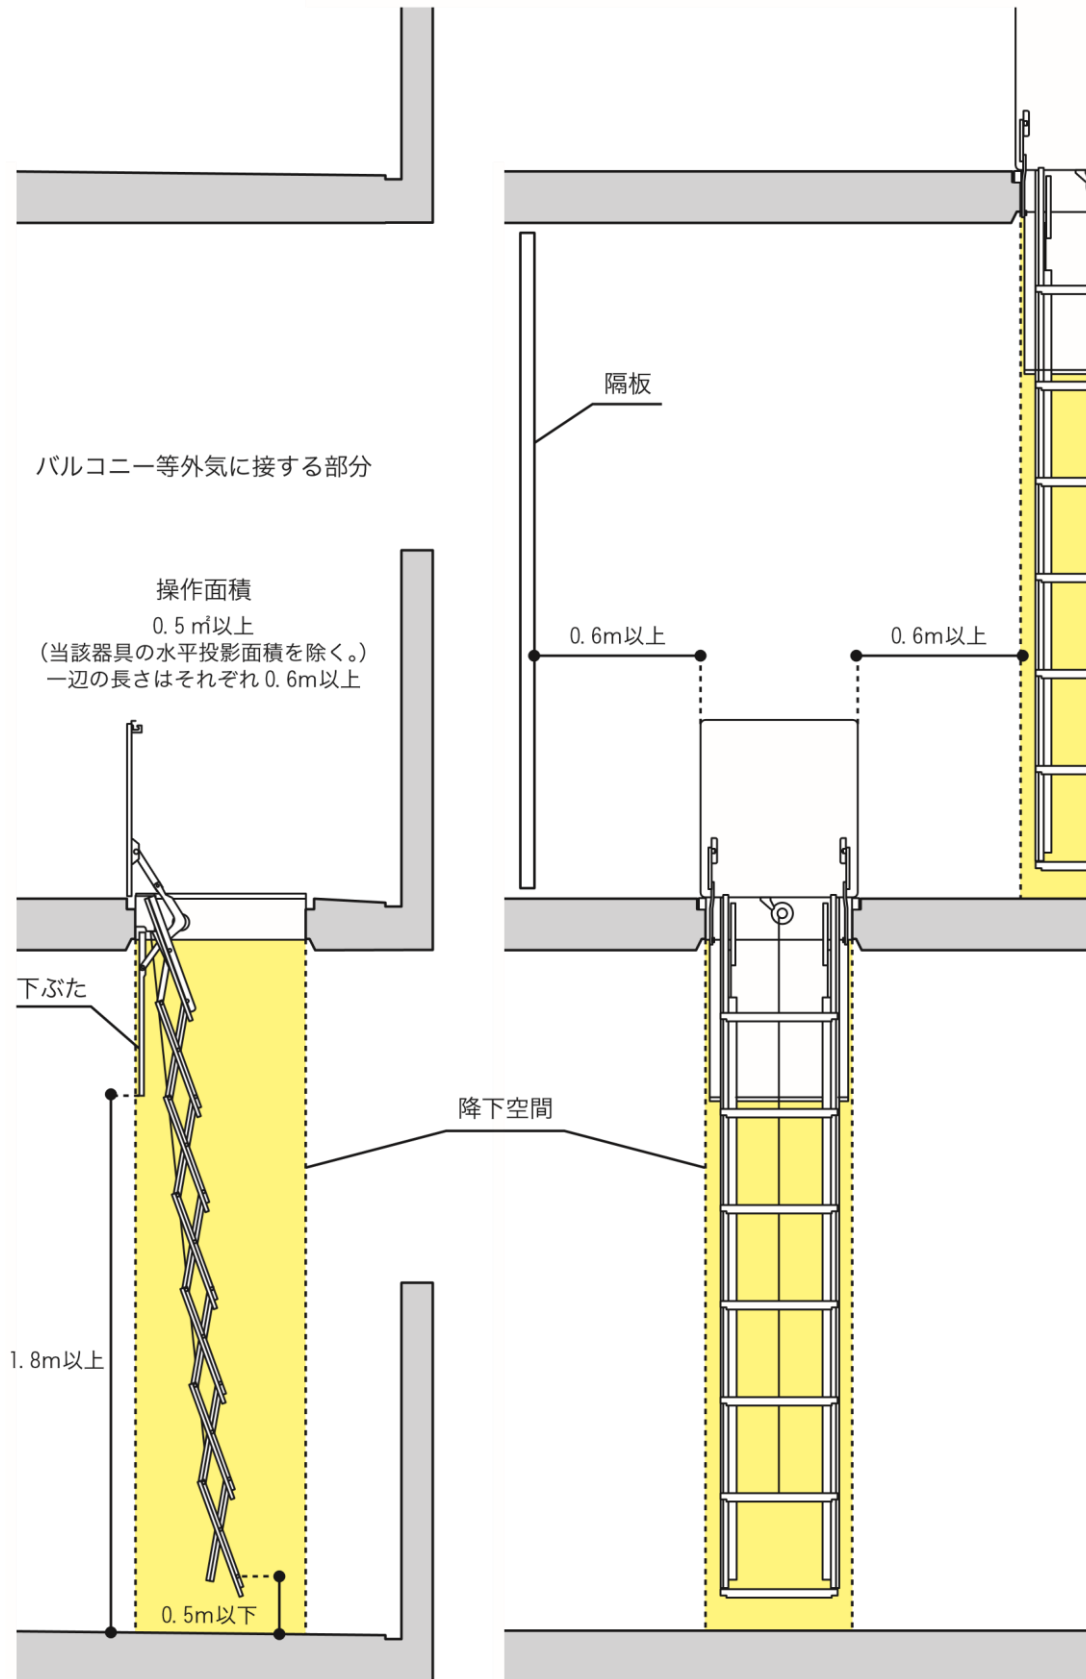 隔板
バルコニー等外気に接する部分
操作面積
0.5㎡以上
（当該器具の水平投影面積を除く。）
一辺の長さはそれぞれ0.6m以上
0.6m以上
0.6m以上
下ぶた
降下空間
1.8m以上
0.5m以下